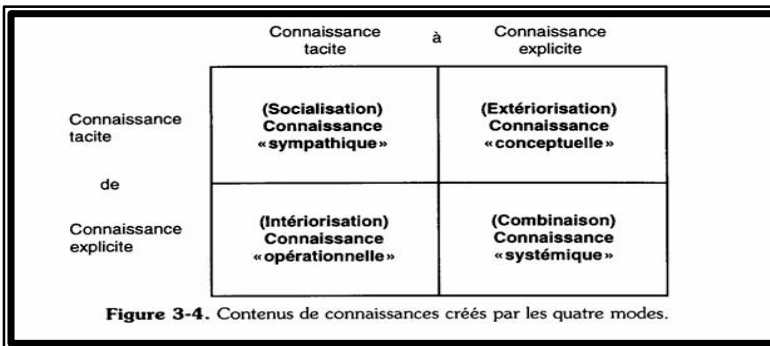 Connaissance
tacite
à
Connaissance
explicite
Connaissance
tacite
de
Connaissance
explicite
(Socialisation)
Connaissance
«sympathique»
(Extériorisation)
Connaissance
«conceptuelle»
(Intériorisation)
Connaissance
«opérationnelle»
(Combinaison)
Connaissance
«systémique»
Figure 3-4. Contenus de connaissances créés par les quatre modes.